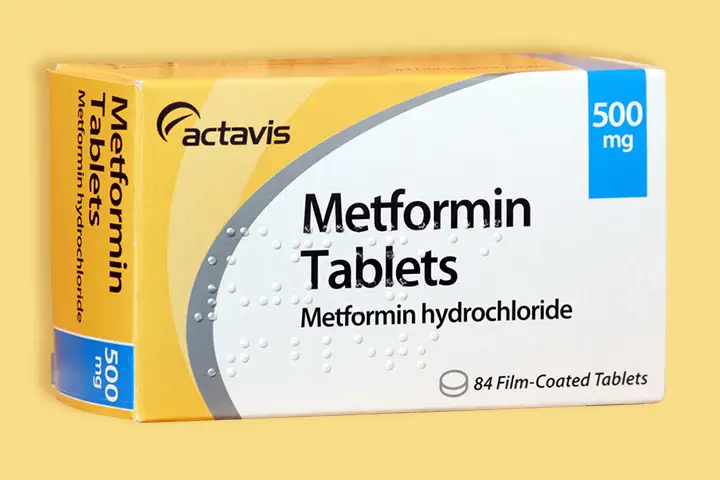 Metformin
Tablets
Metformin hydrochloride
500
mg
actavis
500
mg
Metformin
Tablets
Metformin hydrochloride
84 Film-Coated Tablets